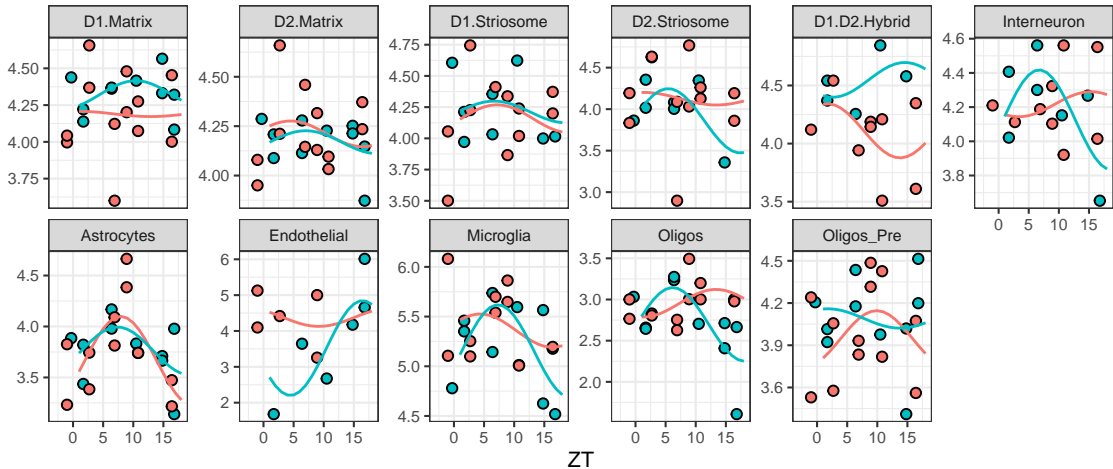 D1.Matrix D2.Matrix D1.Striosome D2.Striosome D1.D2.Hybrid Interneuron
4.50 4.25 4.00 3.75
4.50 4.00
4.75 4.50 4.25 4.00 3.75 3.50
4.5 4.0 3.5 3.0
4.5 4.0 3.5
4.6 4.4 4.2 4.0 3.8
Astrocytes Endothelial Microglia Oligos Oligos_Pre
4.5 4.0 3.5
6 5 4 3 2
6.0 5.5 5.0 4.5
3.5 3.0 2.5 2.0
4.5 4.2 3.9 3.6
0 5 10 15 0 5 10 15 0 5 10 15 0 5 10 15 0 5 10 15
ZT